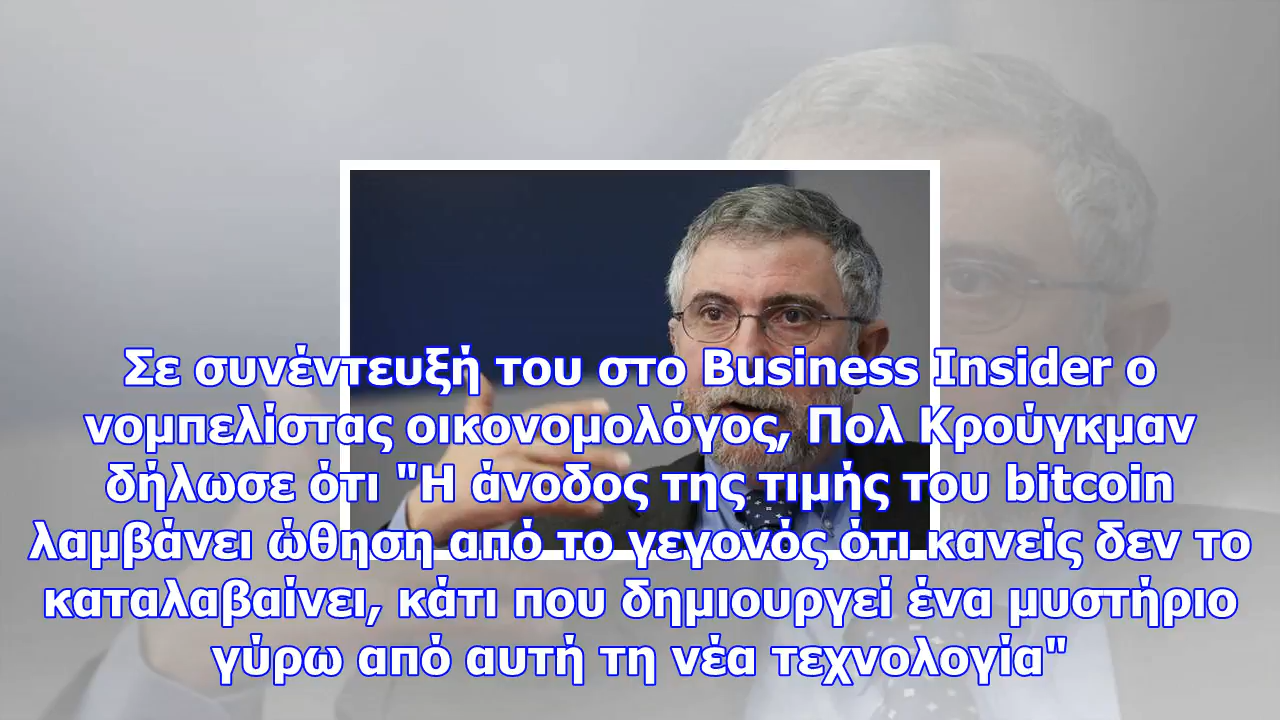 Σε συνέντευξή του στο Business Insider ο
νομπελίστας οικονομολόγος, Πολ Κρούγκμαν
δήλωσε ότι "Η άνοδος της τιμής του bitcoin
λαμβάνει ώθηση από το γεγονός ότι κανείς δεν το
καταλαβαίνει, κάτι που δημιουργεί ένα μυστήριο
γύρω από αυτή τη νέα τεχνολογία"